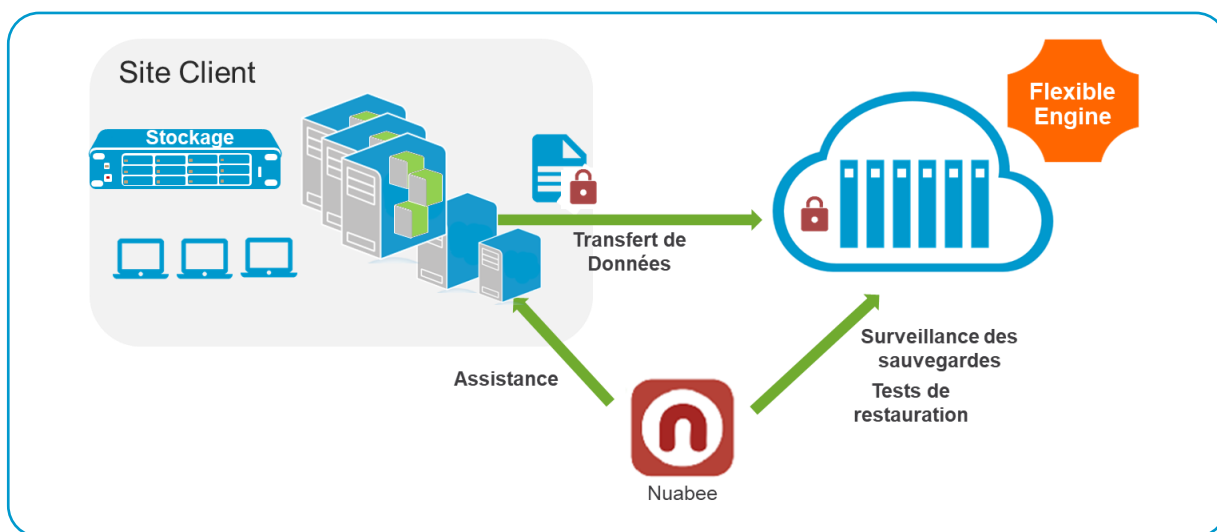 Site Client
Stockage
Flexible
Engine
Transfert de
Données
Surveillance des
sauvegardes
Assistance
Tests de
restauration
n
Nuabee